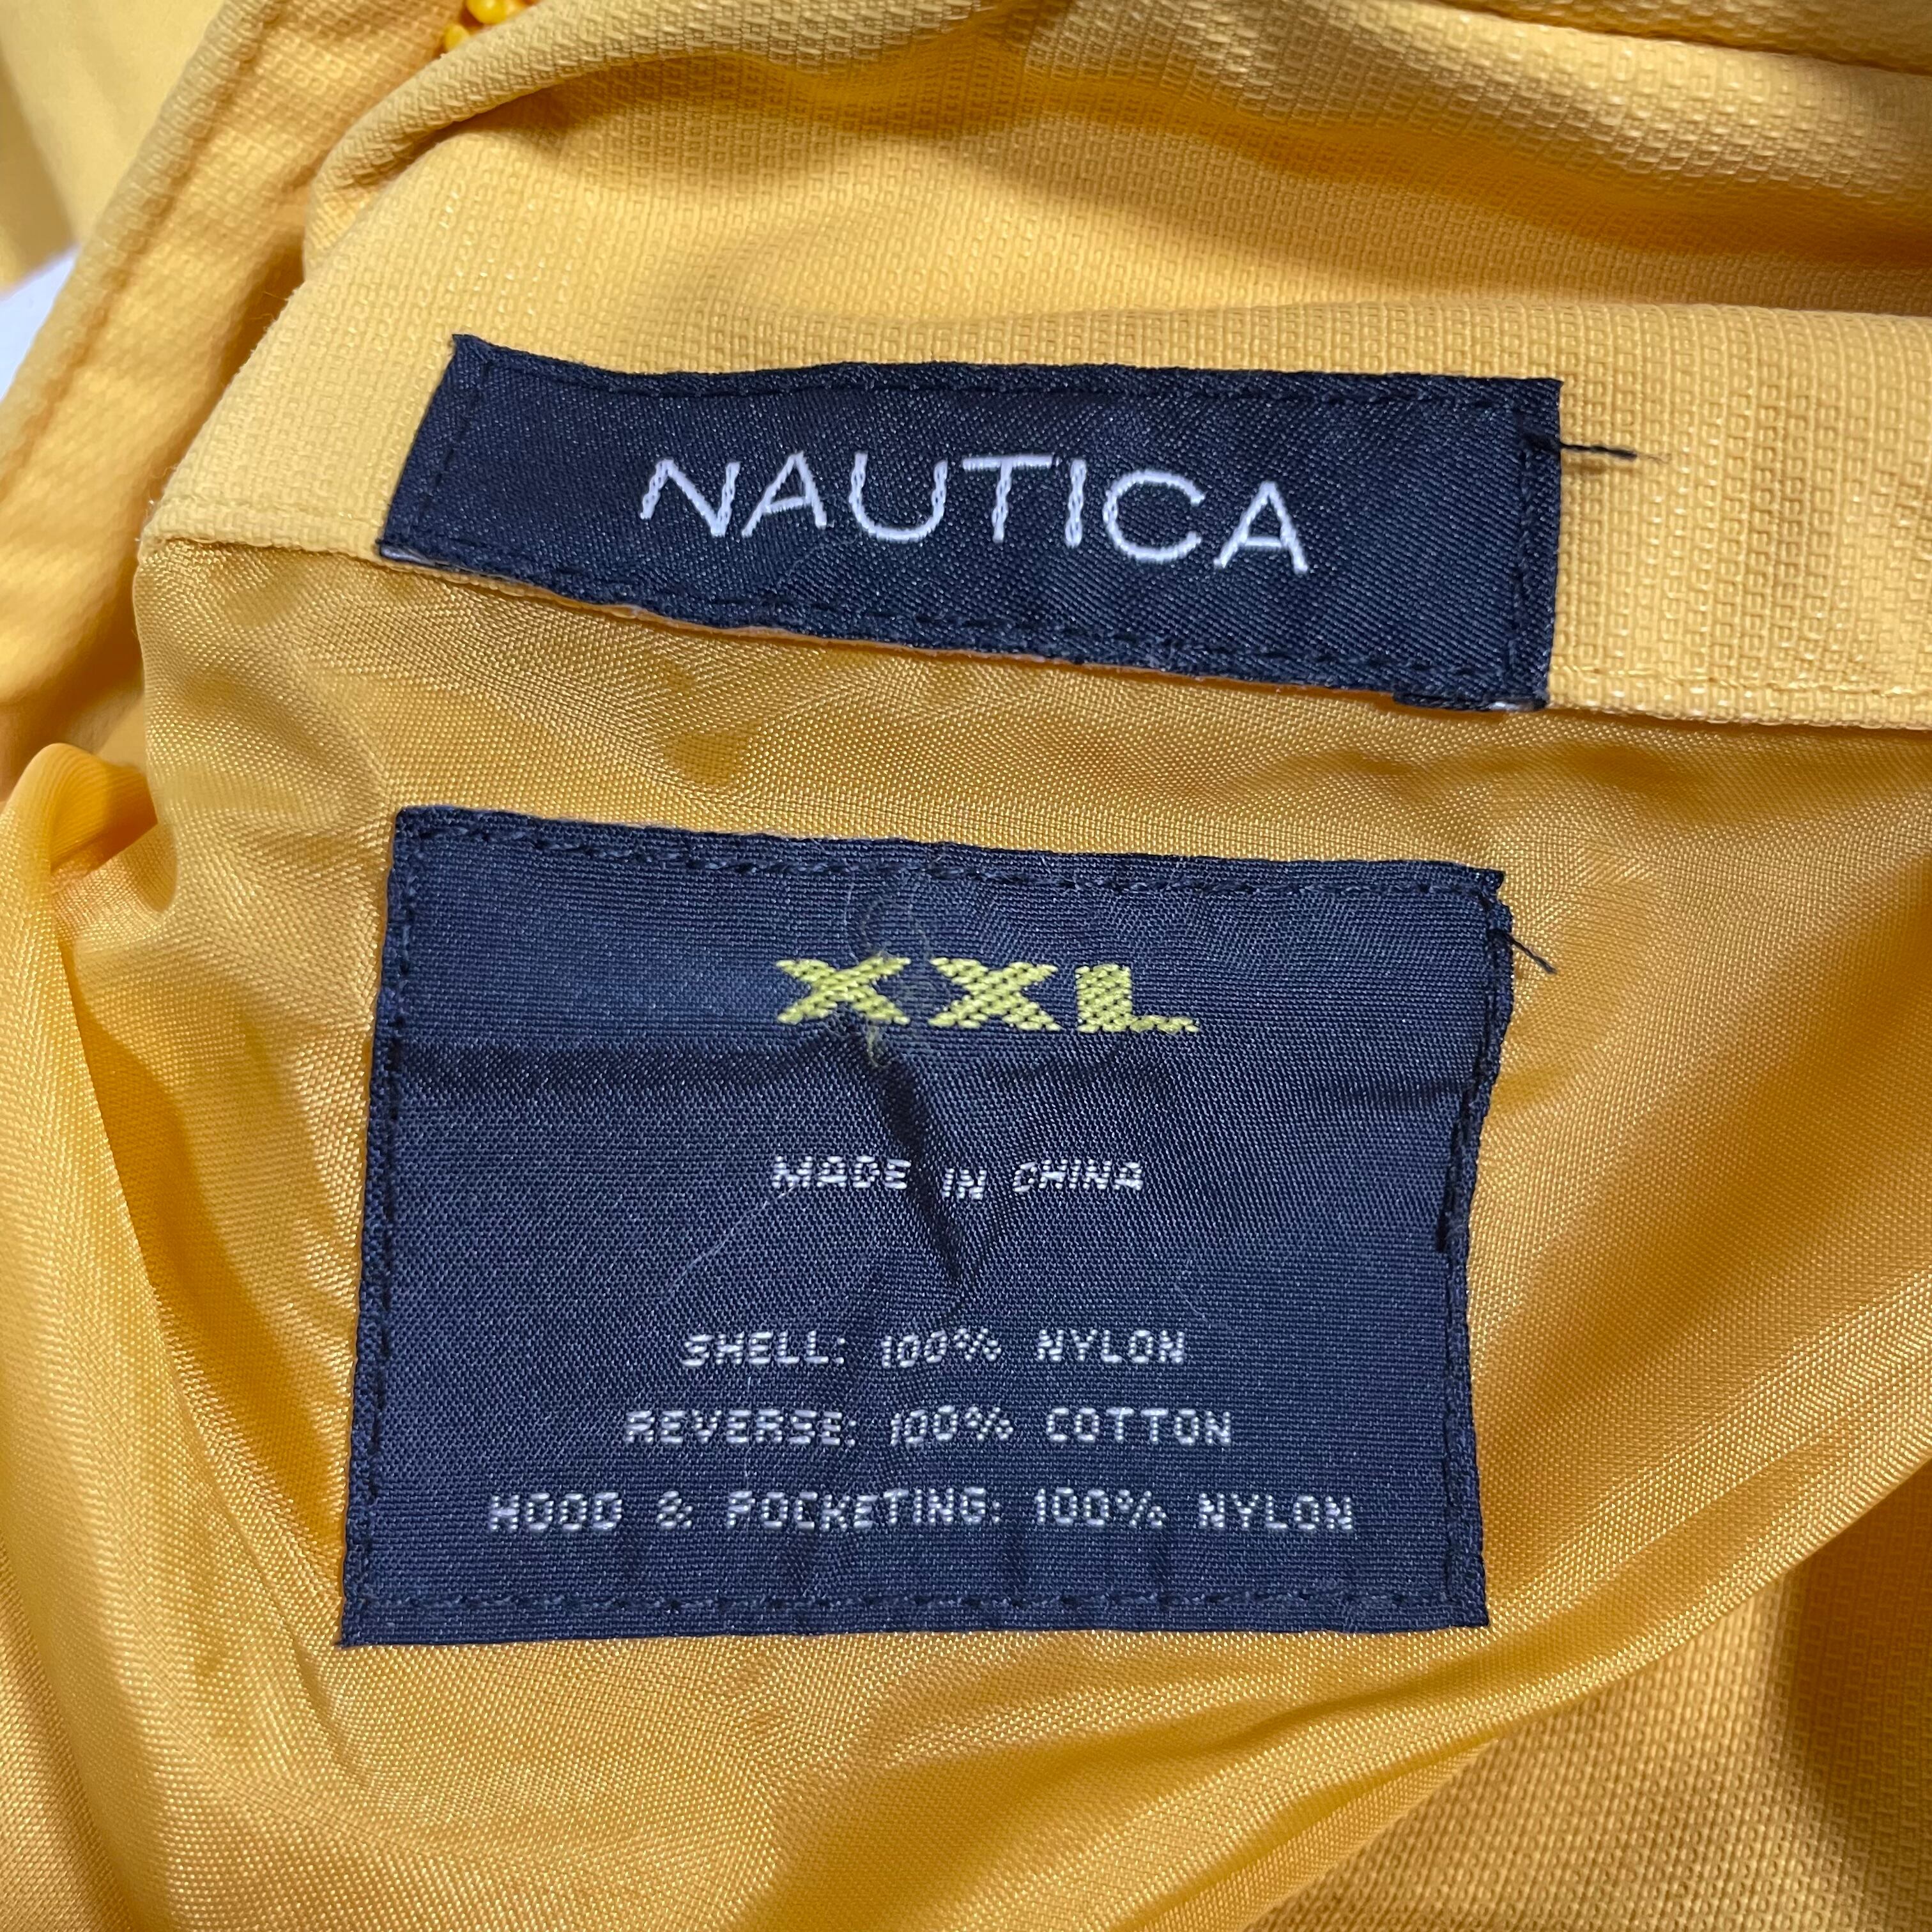 NAUTICA
XXL
MADE IN CHINA
SHELL: 100% NYLON
REVERSE: 100% COTTON
HOOD & POCKETING: 100% NYLON